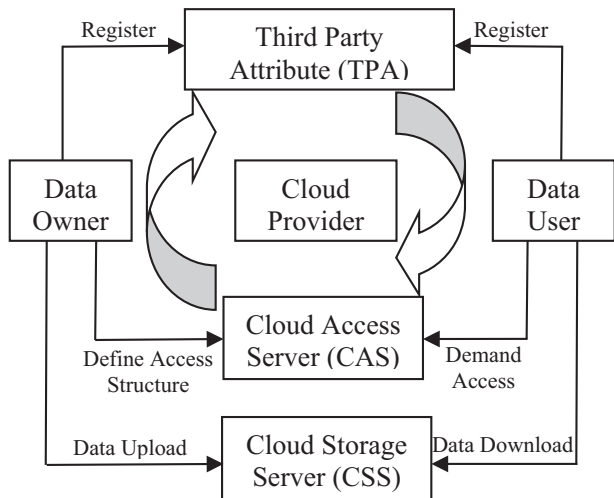 Register
Third Party
Attribute (TPA)
Register
Data
Owner
Cloud
Provider
Data
User
Cloud Access
Server (CAS)
Define Access
Structure
Demand
Access
Data Upload
Cloud Storage
Server (CSS)
Data Download